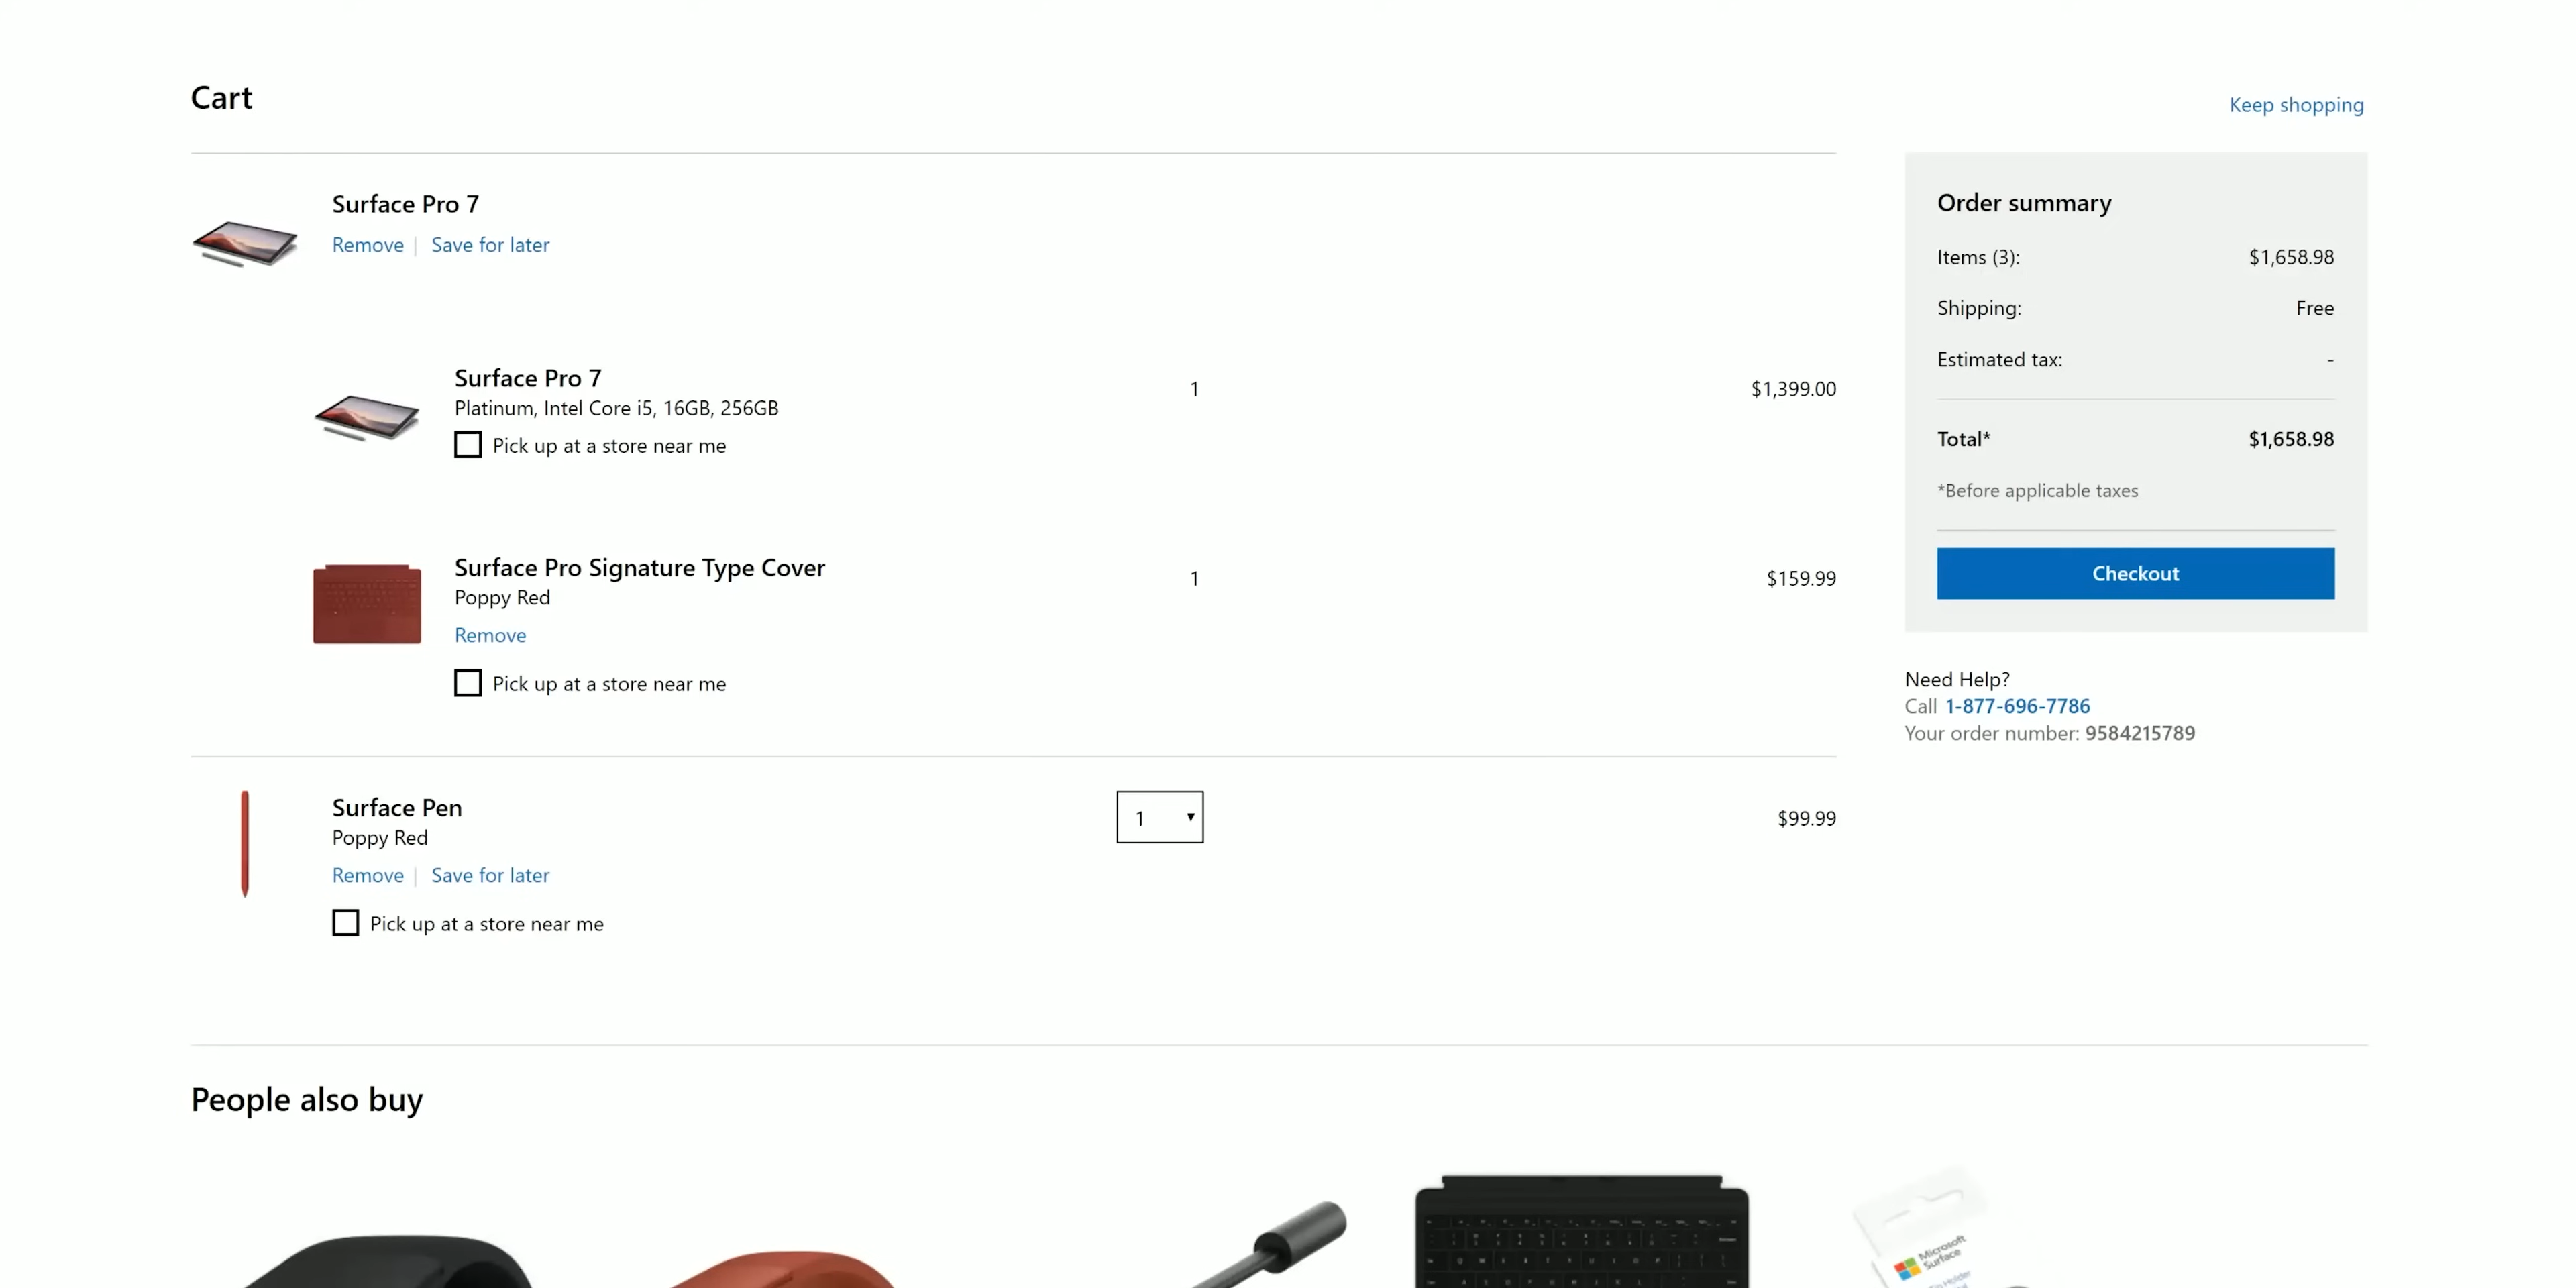 Cart
Keep shopping
Surface Pro 7
Remove | Save for later
Surface Pro 7
Platinum, Intel Core i5, 16GB, 256GB
Pick up at a store near me
1
$1,399.00
Surface Pro Signature Type Cover
Poppy Red
Remove
Pick up at a store near me
1
$159.99
Surface Pen
Poppy Red
Remove | Save for later
Pick up at a store near me
1
$99.99
Order summary
Items (3): $1,658.98
Shipping: Free
Estimated tax: -
Total* $1,658.98
*Before applicable taxes
Checkout
Need Help?
Call 1-877-696-7786
Your order number: 9584215789
People also buy
Microsoft
Surface